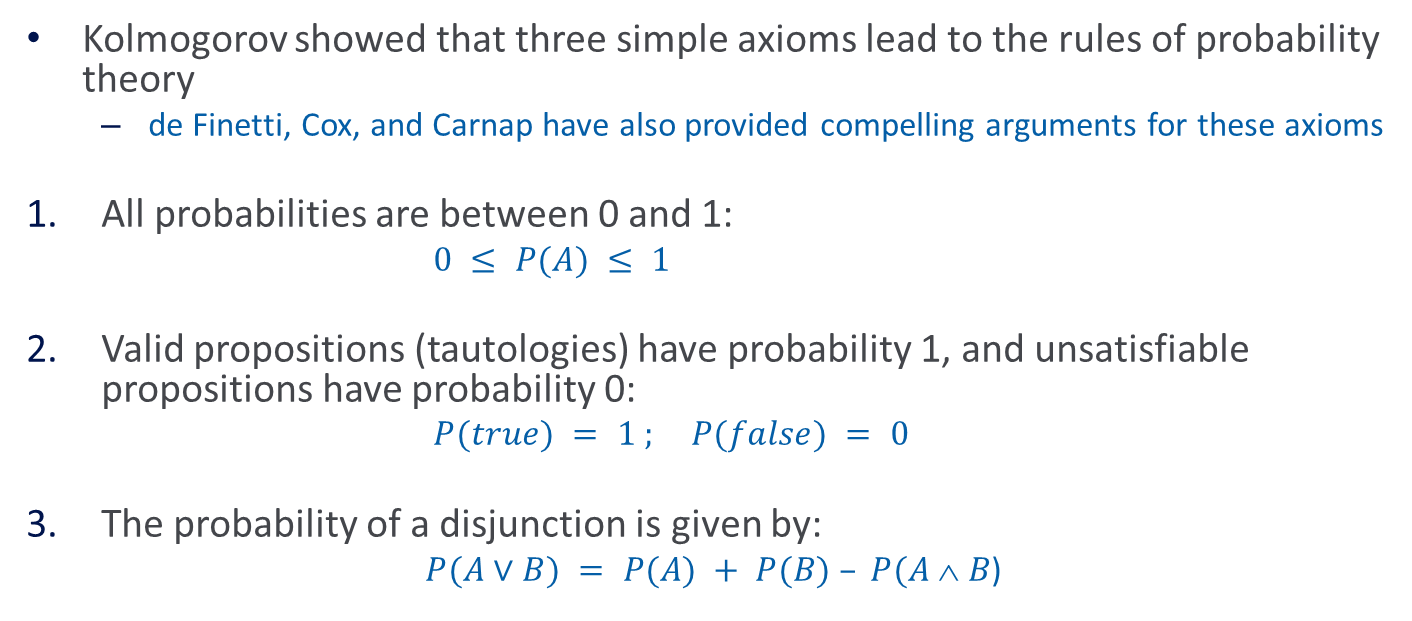 • Kolmogorov showed that three simple axioms lead to the rules of probability
theory
– de Finetti, Cox, and Carnap have also provided compelling arguments for these axioms
1. All probabilities are between 0 and 1:
0 ≤ P(A) ≤ 1
2. Valid propositions (tautologies) have probability 1, and unsatisfiable
propositions have probability 0:
P(true) = 1 ; P(false) = 0
3. The probability of a disjunction is given by:
P(A ∨ B) = P(A) + P(B) – P(A ∧ B)